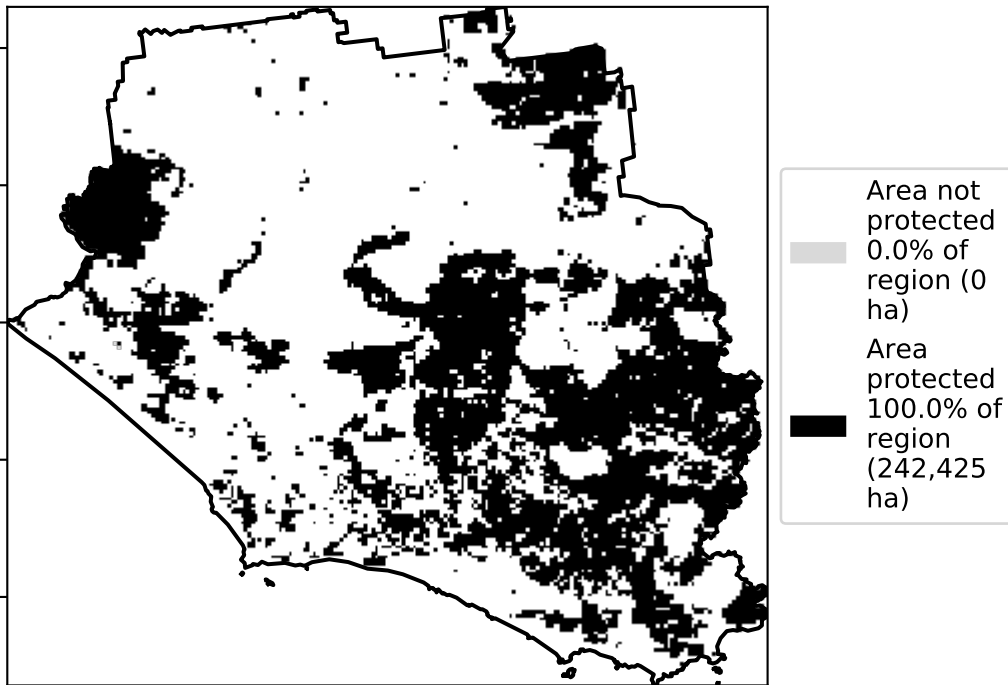 Area not
protected
0.0% of
region (0
ha)
Area
protected
100.0% of
region
(242,425
ha)